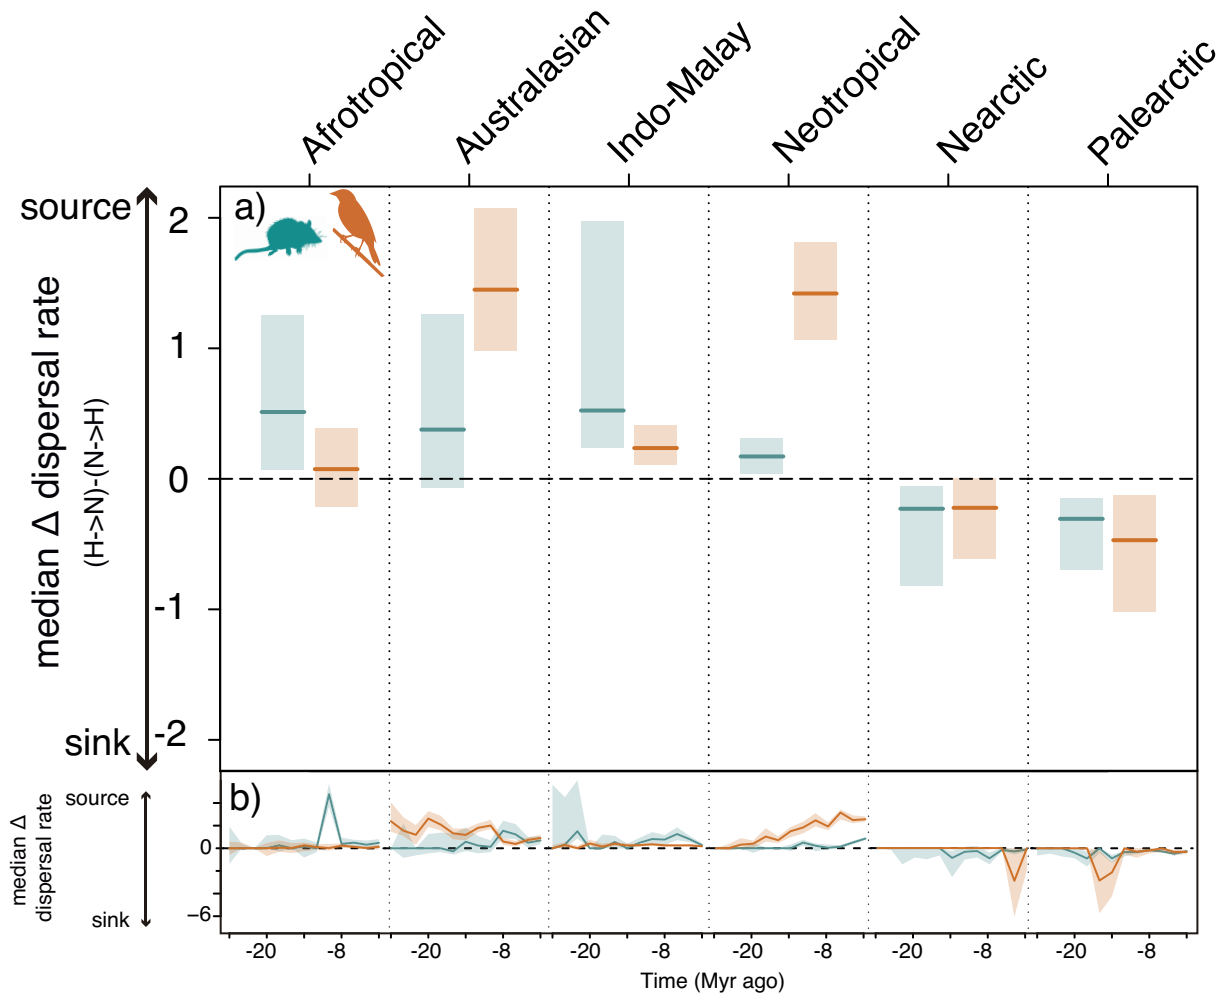 Afrotropical
Australasian
Indo-Malay
Neotropical
Nearctic
Palearctic
source
sink
median Δ dispersal rate
(H->N)-(N->H)
2
1
0
-1
-2
a)
b)
source
sink
median Δ
dispersal rate
0
−6
-20 -8 -20 -8 -20 -8 -20 -8 -20 -8 -20 -8
Time (Myr ago)